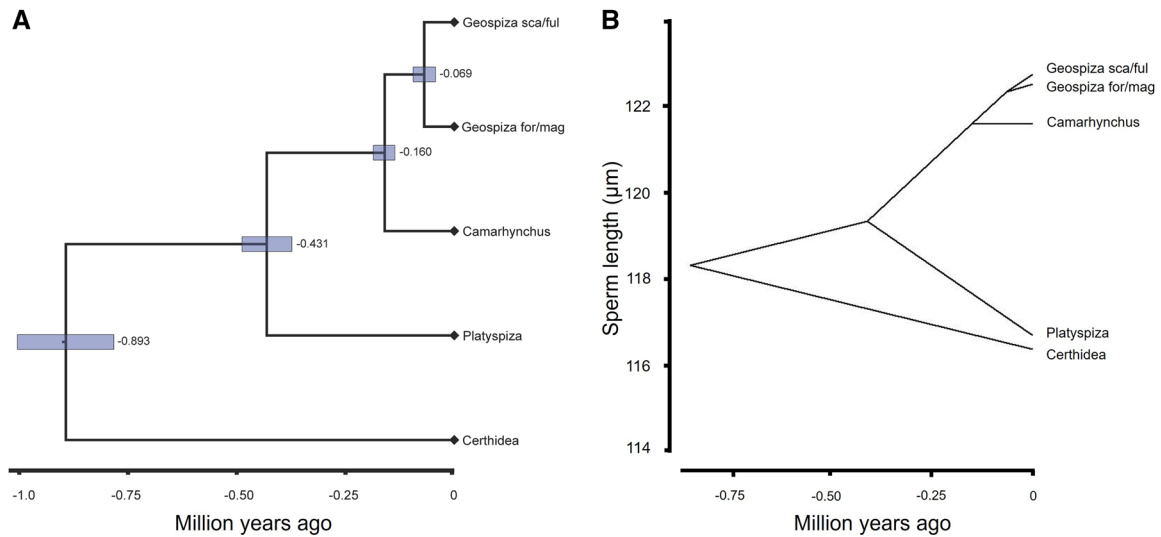 A
Geospiza sca/ful
-0.069
Geospiza for/mag
-0.160
Camarhynchus
-0.431
Platyspiza
-0.893
Certhidea
-1.0 -0.75 -0.50 -0.25 0
Million years ago
B
Sperm length (µm)
122
120
118
116
114
Geospiza sca/ful
Geospiza for/mag
Camarhynchus
Platyspiza
Certhidea
-0.75 -0.50 -0.25 0
Million years ago